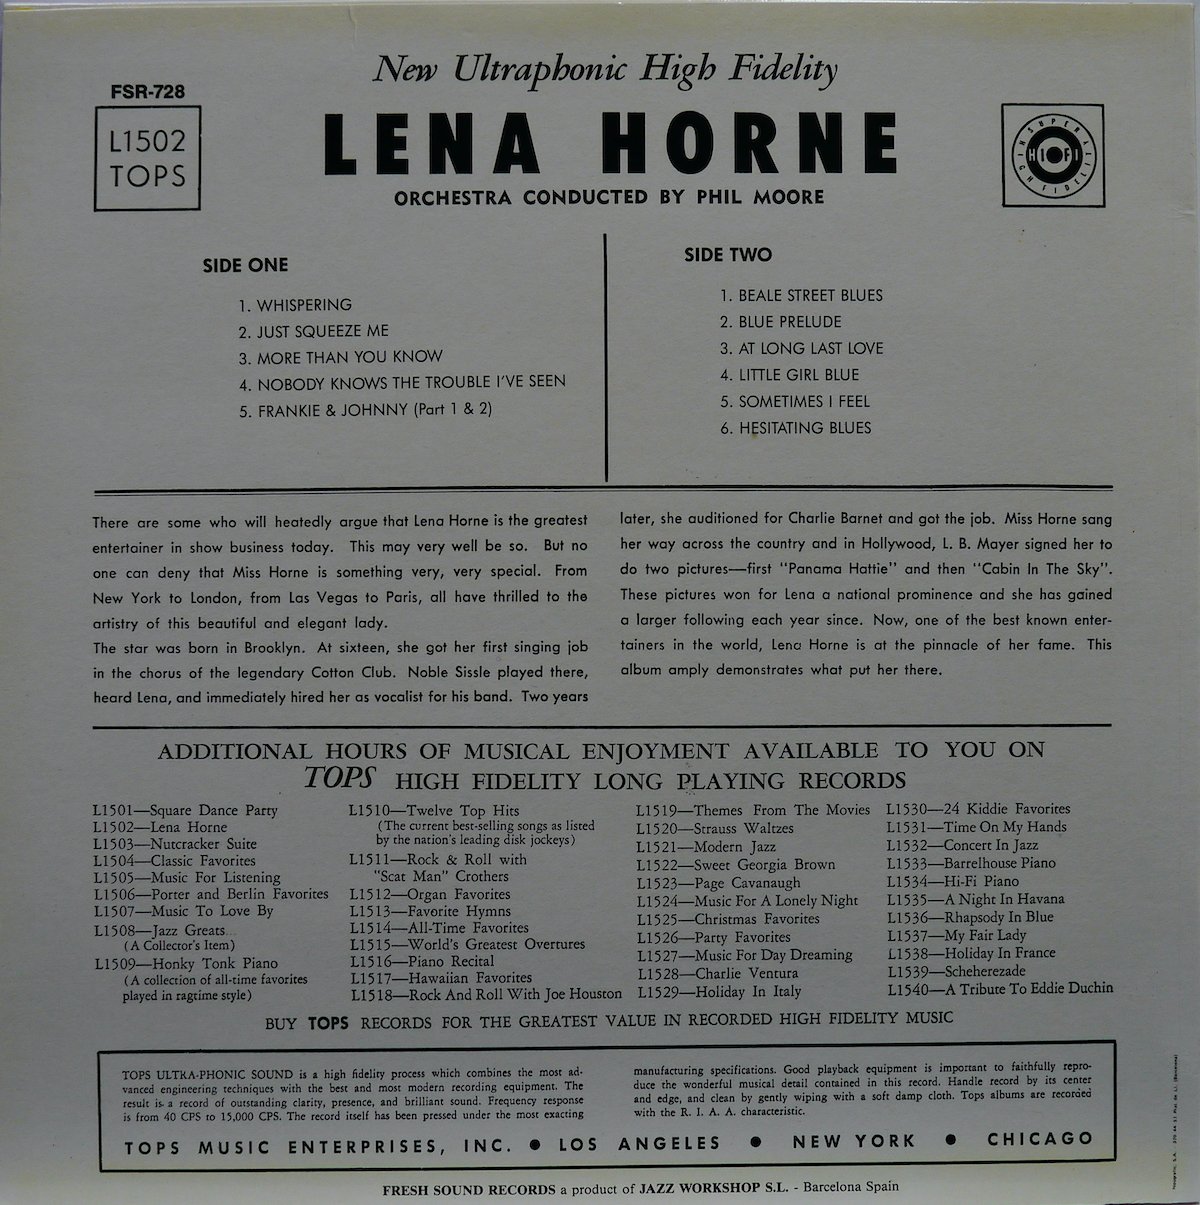 New Ultraphonic High Fidelity
FSR-728
L1502
TOPS
LENA HORNE
ORCHESTRA CONDUCTED BY PHIL MOORE
SUPER
HI FI
HIGH FIDELITY
SIDE ONE
1. WHISPERING
2. JUST SQUEEZE ME
3. MORE THAN YOU KNOW
4. NOBODY KNOWS THE TROUBLE I'VE SEEN
5. FRANKIE & JOHNNY (Part 1 & 2)
SIDE TWO
1. BEALE STREET BLUES
2. BLUE PRELUDE
3. AT LONG LAST LOVE
4. LITTLE GIRL BLUE
5. SOMETIMES I FEEL
6. HESITATING BLUES
There are some who will heatedly argue that Lena Horne is the greatest
entertainer in show business today. This may very well be so. But no
one can deny that Miss Horne is something very, very special. From
New York to London, from Las Vegas to Paris, all have thrilled to the
artistry of this beautiful and elegant lady.
The star was born in Brooklyn. At sixteen, she got her first singing job
in the chorus of the legendary Cotton Club. Noble Sissle played there,
heard Lena, and immediately hired her as vocalist for his band. Two years
later, she auditioned for Charlie Barnet and got the job. Miss Horne sang
her way across the country and in Hollywood, L. B. Mayer signed her to
do two pictures—first "Panama Hattie" and then "Cabin In The Sky".
These pictures won for Lena a national prominence and she has gained
a larger following each year since. Now, one of the best known enter-
tainers in the world, Lena Horne is at the pinnacle of her fame. This
album amply demonstrates what put her there.
ADDITIONAL HOURS OF MUSICAL ENJOYMENT AVAILABLE TO YOU ON
TOPS HIGH FIDELITY LONG PLAYING RECORDS
L1501—Square Dance Party
L1502—Lena Horne
L1503—Nutcracker Suite
L1504—Classic Favorites
L1505—Music For Listening
L1506—Porter and Berlin Favorites
L1507—Music To Love By
L1508—Jazz Greats
(A Collector's Item)
L1509—Honky Tonk Piano
(A collection of all-time favorites
played in ragtime style)
L1510—Twelve Top Hits
(The current best-selling songs as listed
by the nation's leading disk jockeys)
L1511—Rock & Roll with
"Scat Man" Crothers
L1512—Organ Favorites
L1513—Favorite Hymns
L1514—All-Time Favorites
L1515—World's Greatest Overtures
L1516—Piano Recital
L1517—Hawaiian Favorites
L1518—Rock And Roll With Joe Houston
L1519—Themes From The Movies
L1520—Strauss Waltzes
L1521—Modern Jazz
L1522—Sweet Georgia Brown
L1523—Page Cavanaugh
L1524—Music For A Lonely Night
L1525—Christmas Favorites
L1526—Party Favorites
L1527—Music For Day Dreaming
L1528—Charlie Ventura
L1529—Holiday In Italy
L1530—24 Kiddie Favorites
L1531—Time On My Hands
L1532—Concert In Jazz
L1533—Barrelhouse Piano
L1534—Hi-Fi Piano
L1535—A Night In Havana
L1536—Rhapsody In Blue
L1537—My Fair Lady
L1538—Holiday In France
L1539—Scheherezade
L1540—A Tribute To Eddie Duchin
BUY TOPS RECORDS FOR THE GREATEST VALUE IN RECORDED HIGH FIDELITY MUSIC
TOPS ULTRA-PHONIC SOUND is a high fidelity process which combines the most ad-
vanced engineering techniques with the best and most modern recording equipment. The
result is a record of outstanding clarity, presence, and brilliant sound. Frequency response
is from 40 CPS to 15,000 CPS. The record itself has been pressed under the most exacting
manufacturing specifications. Good playback equipment is important to faithfully repro-
duce the wonderful musical detail contained in this record. Handle record by its center
and edge, and clean by gently wiping with a soft damp cloth. Tops albums are recorded
with the R. I. A. A. characteristic.
TOPS MUSIC ENTERPRISES, INC. ● LOS ANGELES ● NEW YORK ● CHICAGO
FRESH SOUND RECORDS a product of JAZZ WORKSHOP S.L. - Barcelona Spain